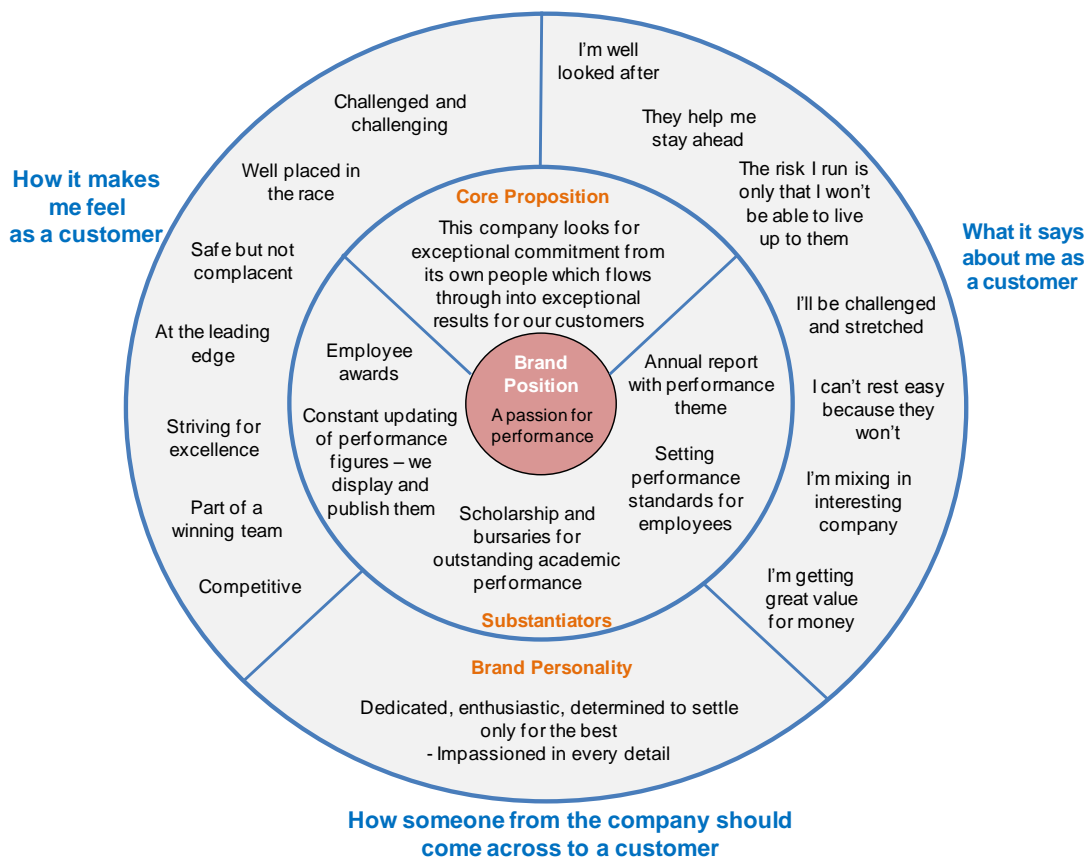 How it makes
me feel
as a customer
Challenged and
challenging
Well placed in
the race
Safe but not
complacent
At the leading
edge
Striving for
excellence
Part of a
winning team
Competitive
What it says
about me as
a customer
I'm well
looked after
They help me
stay ahead
The risk I run is
only that I won't
be able to live
up to them
I'll be challenged
and stretched
I can't rest easy
because they
won't
I'm mixing in
interesting
company
I'm getting
great value
for money
Core Proposition
This company looks for
exceptional commitment from
its own people which flows
through into exceptional
results for our customers
Brand
Position
A passion for
performance
Employee
awards
Constant updating
of performance
figures – we
display and
publish them
Scholarship and
bursaries for
outstanding academic
performance
Annual report
with performance
theme
Setting
performance
standards for
employees
Substantiators
Brand Personality
Dedicated, enthusiastic, determined to settle
only for the best
- Impassioned in every detail
How someone from the company should
come across to a customer